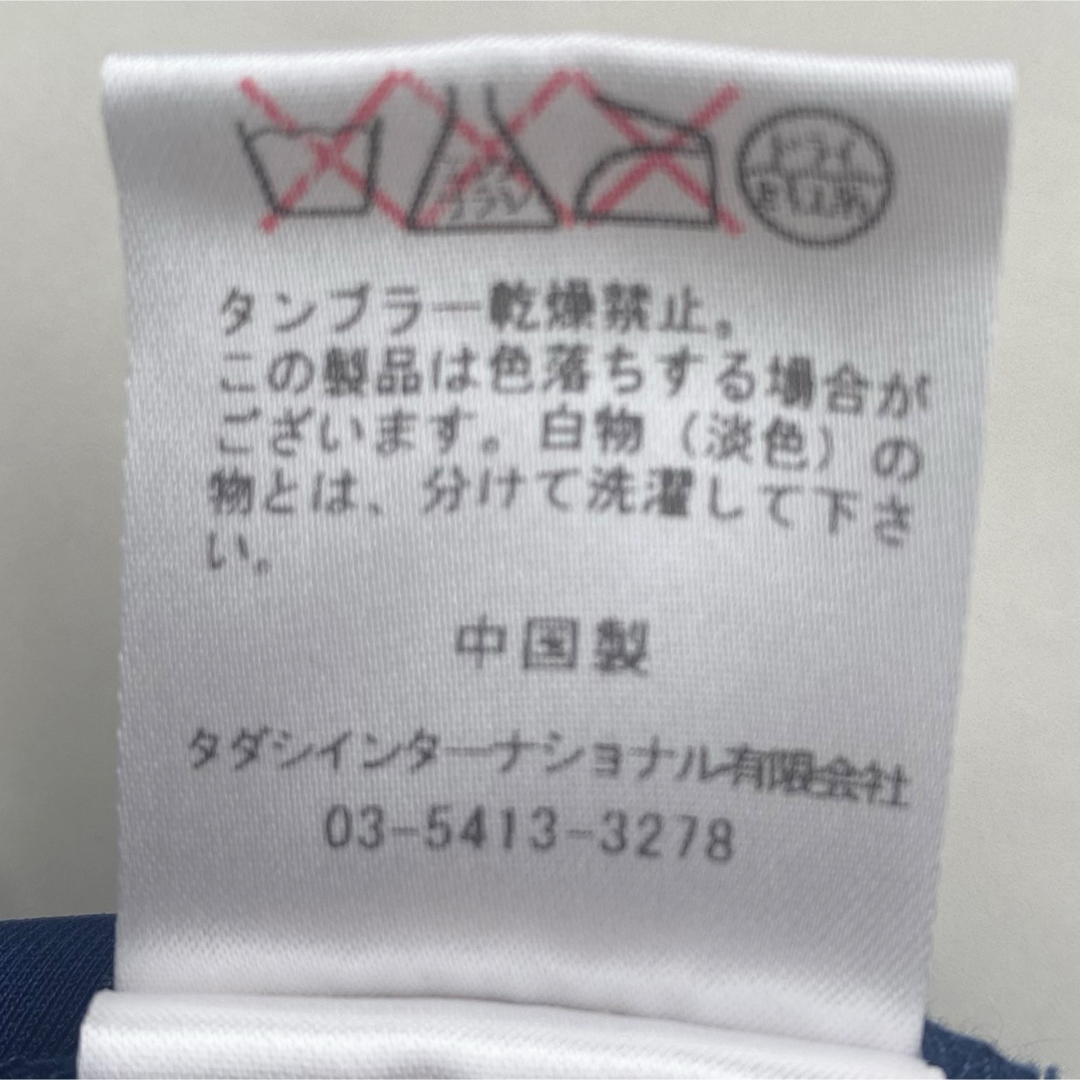 ドライ
タンブラー乾燥禁止。
この製品は色落ちする場合が
ございます。白物（淡色）の
物とは、分けて洗濯して下さ
い。
中国製
タダシインターナショナル有限会社
03-5413-3278